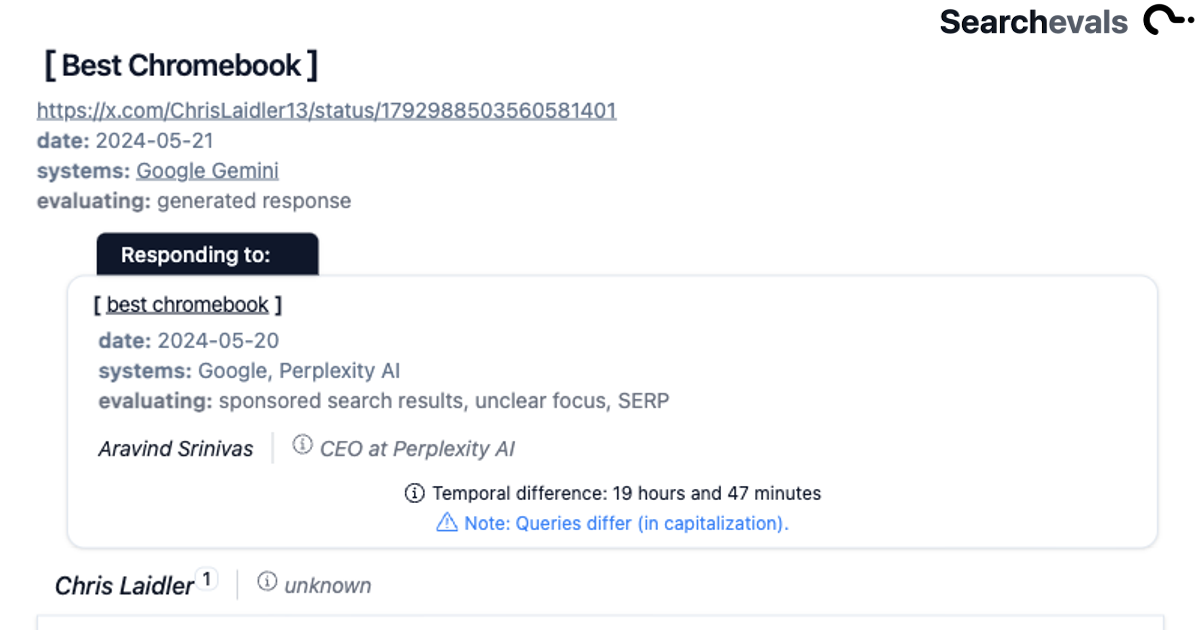 Searchevals
[ Best Chromebook ]
https://x.com/ChrisLaidler13/status/1792988503560581401
date: 2024-05-21
systems: Google Gemini
evaluating: generated response
Responding to:
[ best chromebook ]
date: 2024-05-20
systems: Google, Perplexity AI
evaluating: sponsored search results, unclear focus, SERP
Aravind Srinivas CEO at Perplexity AI
Temporal difference: 19 hours and 47 minutes
Note: Queries differ (in capitalization).
Chris Laidler 1 unknown